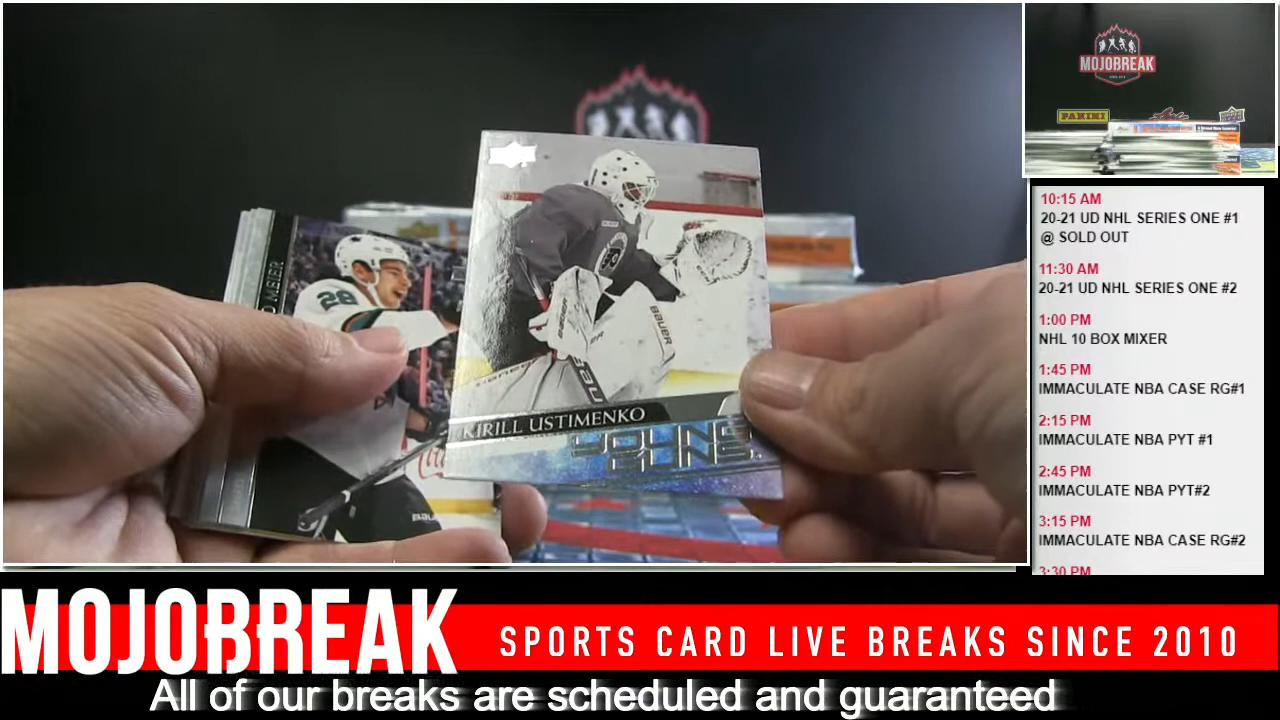 MOJOBREAK
PANINI
28
BAUER
KIRILL USTIMENKO
YOUNG
GUNS
10:15 AM
20-21 UD NHL SERIES ONE #1
@ SOLD OUT
11:30 AM
20-21 UD NHL SERIES ONE #2
1:00 PM
NHL 10 BOX MIXER
1:45 PM
IMMACULATE NBA CASE RG#1
2:15 PM
IMMACULATE NBA PYT #1
2:45 PM
IMMACULATE NBA PYT#2
3:15 PM
IMMACULATE NBA CASE RG#2
3:30 PM
MOJOBREAK
SPORTS CARD LIVE BREAKS SINCE 2010
All of our breaks are scheduled and guaranteed